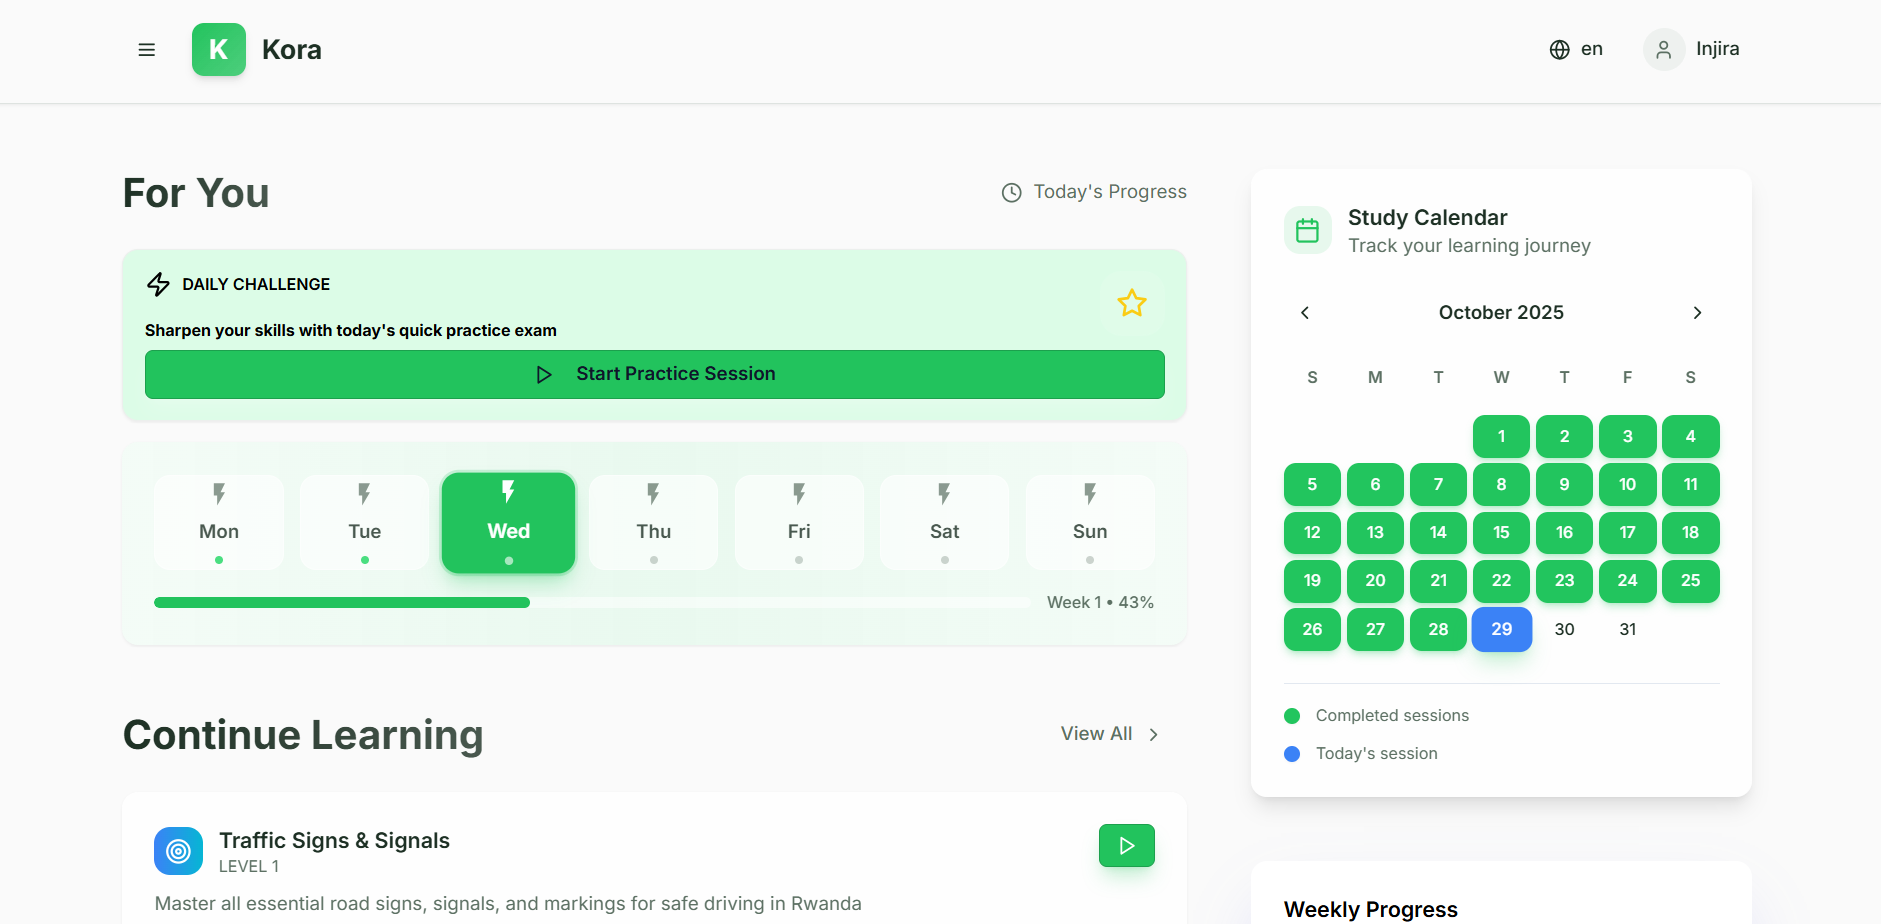 K
Kora
en
Injira
For You
Today's Progress
DAILY CHALLENGE
Sharpen your skills with today's quick practice exam
Start Practice Session
Mon Tue Wed Thu Fri Sat Sun
Week 1 • 43%
Continue Learning
View All
Traffic Signs & Signals
LEVEL 1
Master all essential road signs, signals, and markings for safe driving in Rwanda
Study Calendar
Track your learning journey
October 2025
S M T W T F S
1 2 3 4
5 6 7 8 9 10 11
12 13 14 15 16 17 18
19 20 21 22 23 24 25
26 27 28 29 30 31
Completed sessions
Today's session
Weekly Progress